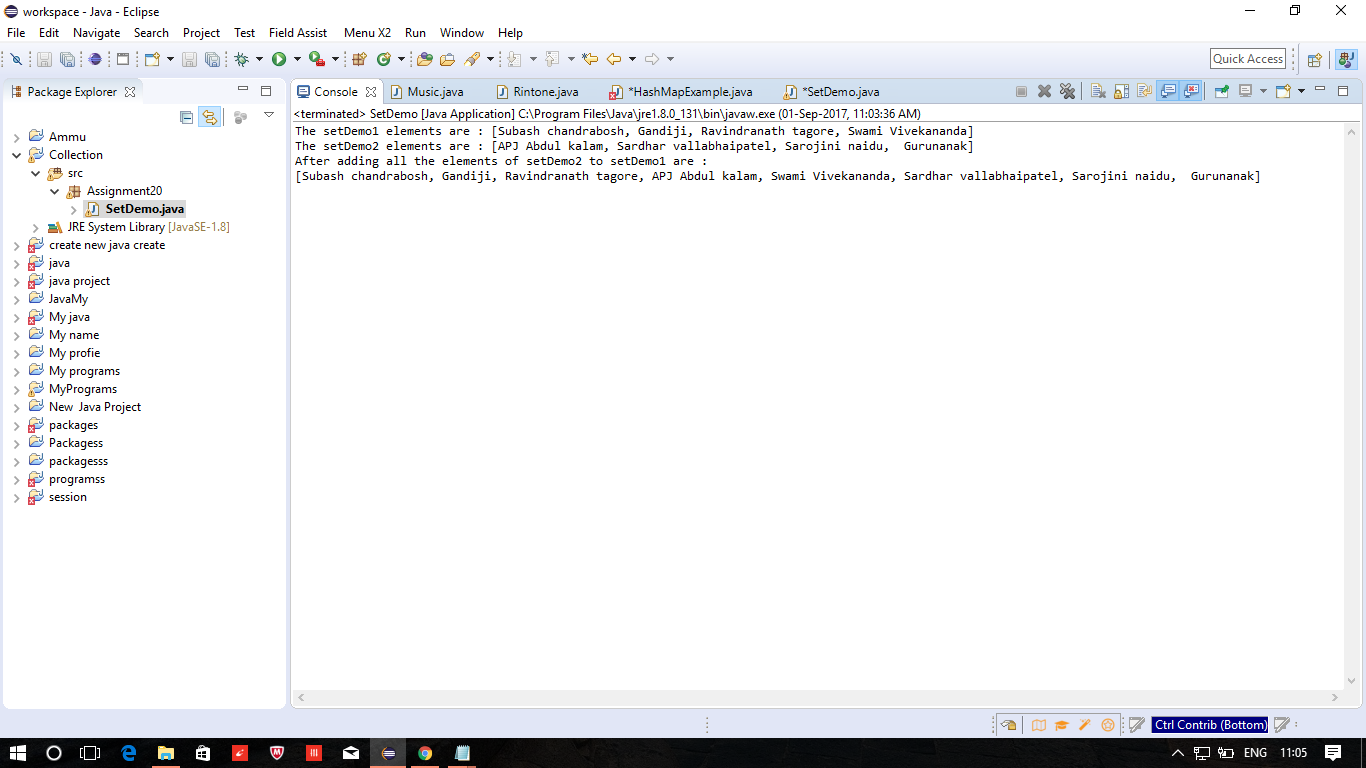 workspace - Java - Eclipse
File Edit Navigate Search Project Test Field Assist Menu X2 Run Window Help
Quick Access
Package Explorer
Ammu
Collection
src
Assignment20
SetDemo.java
JRE System Library [JavaSE-1.8]
create new java create
java
java project
JavaMy
My java
My name
My profie
My programs
MyPrograms
New Java Project
packages
Packagess
packagesss
programss
session
Console Music.java Rintone.java *HashMapExample.java *SetDemo.java
<terminated> SetDemo [Java Application] C:\Program Files\Java\jre1.8.0_131\bin\javaw.exe (01-Sep-2017, 11:03:36 AM)
The setDemo1 elements are : [Subash chandrabosh, Gandiji, Ravindranath tagore, Swami Vivekananda]
The setDemo2 elements are : [APJ Abdul kalam, Sardhar vallabhaipatel, Sarojini naidu,  Gurunanak]
After adding all the elements of setDemo2 to setDemo1 are :
[Subash chandrabosh, Gandiji, Ravindranath tagore, APJ Abdul kalam, Swami Vivekananda, Sardhar vallabhaipatel, Sarojini naidu,  Gurunanak]
Ctrl Contrib (Bottom)
ENG 11:05